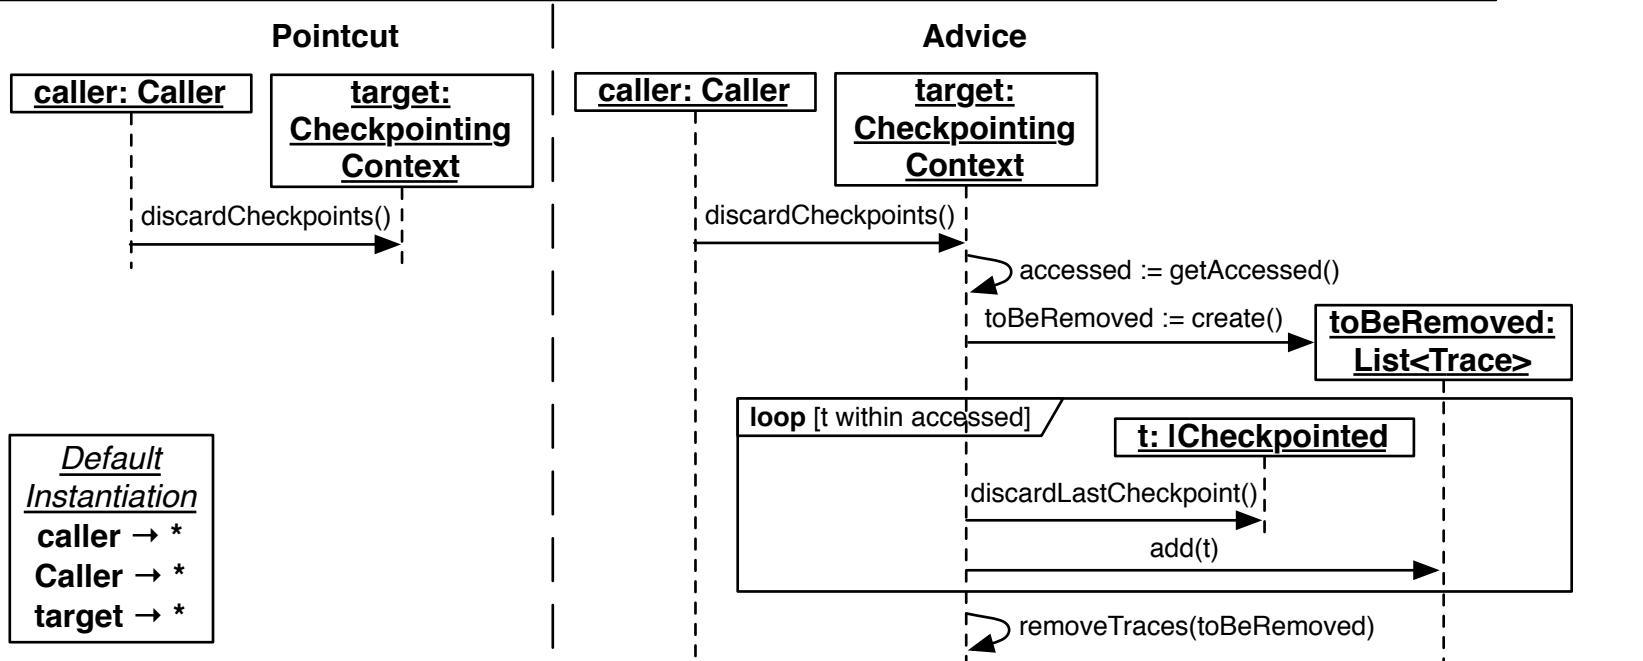 Pointcut
caller: Caller
target:
Checkpointing
Context
discardCheckpoints()
Default
Instantiation
caller → *
Caller → *
target → *
Advice
caller: Caller
target:
Checkpointing
Context
discardCheckpoints()
accessed := getAccessed()
toBeRemoved := create()
toBeRemoved:
List<Trace>
loop [t within accessed]
t: ICheckpointed
discardLastCheckpoint()
add(t)
removeTraces(toBeRemoved)